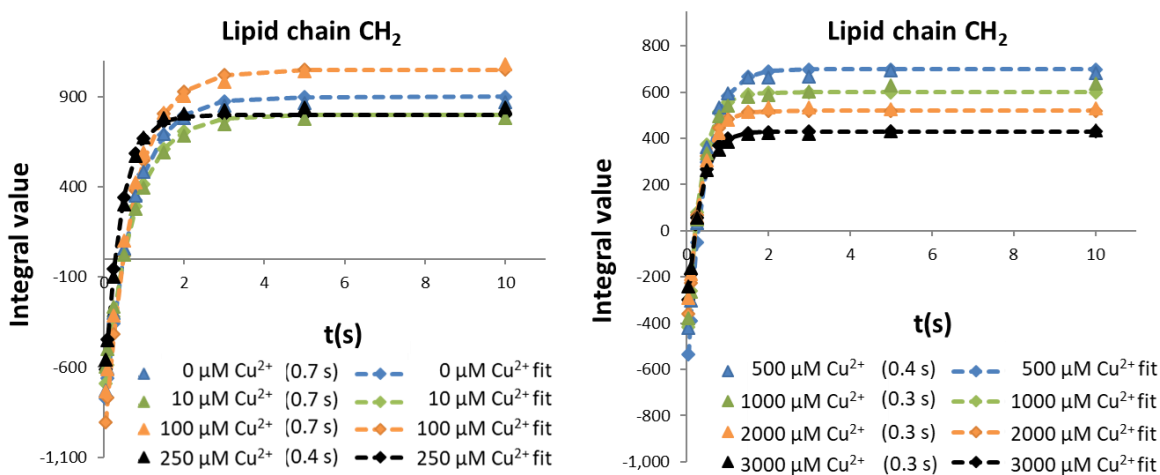 Lipid chain CH₂
Integral value
900
400
-100
-600
-1,100
0 2 4 6 8 10
t(s)
0 µM Cu²⁺ (0.7 s) 0 µM Cu²⁺ fit
10 µM Cu²⁺ (0.7 s) 10 µM Cu²⁺ fit
100 µM Cu²⁺ (0.7 s) 100 µM Cu²⁺ fit
250 µM Cu²⁺ (0.4 s) 250 µM Cu²⁺ fit
Lipid chain CH₂
Integral value
800
600
400
200
0
-200
-400
-600
-800
-1,000
0 2 4 6 8 10
t(s)
500 µM Cu²⁺ (0.4 s) 500 µM Cu²⁺ fit
1000 µM Cu²⁺ (0.3 s) 1000 µM Cu²⁺ fit
2000 µM Cu²⁺ (0.3 s) 2000 µM Cu²⁺ fit
3000 µM Cu²⁺ (0.3 s) 3000 µM Cu²⁺ fit